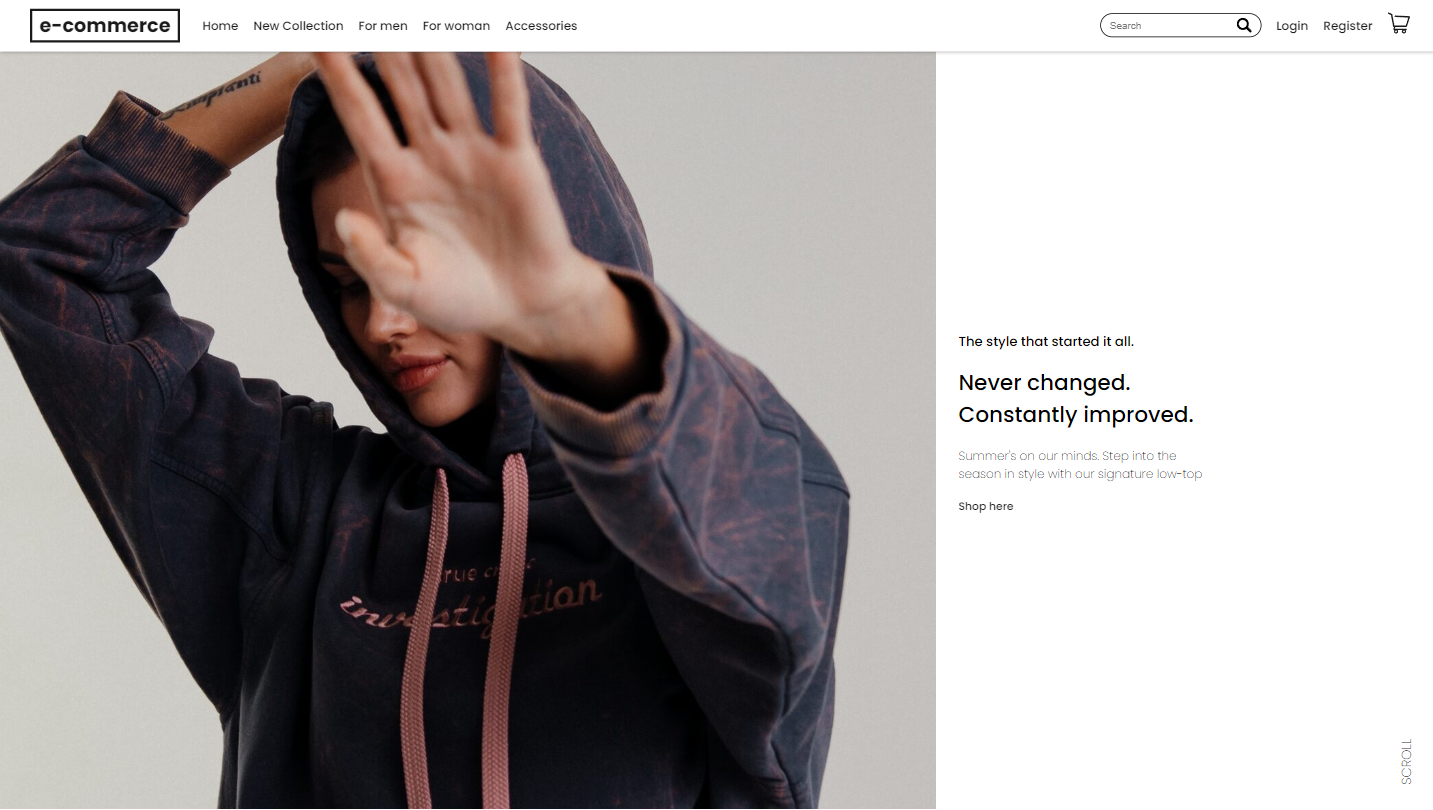 e-commerce
Home
New Collection
For men
For woman
Accessories
Search
Login
Register
The style that started it all.
Never changed.
Constantly improved.
Summer's on our minds. Step into the
season in style with our signature low-top
Shop here
SCROLL